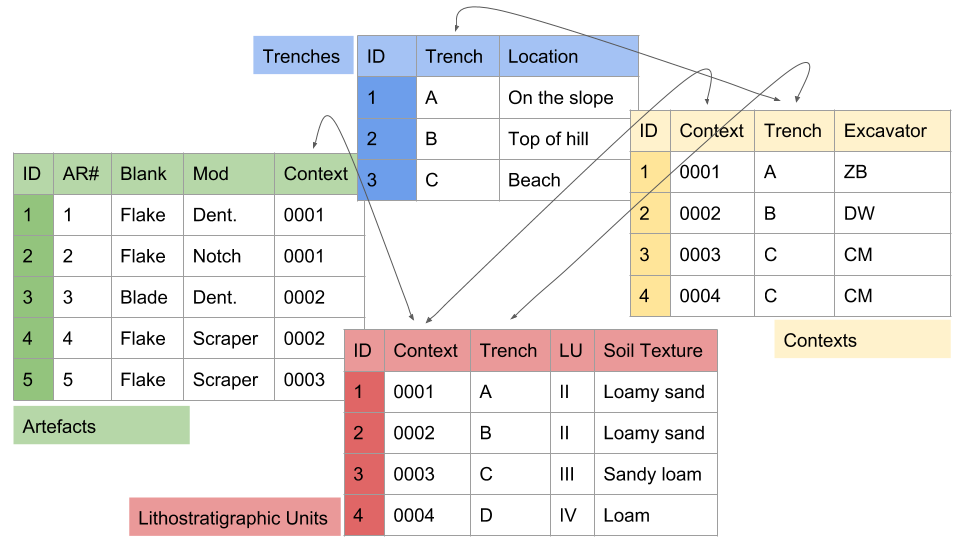 Trenches
ID Trench Location
1 A On the slope
2 B Top of hill
3 C Beach
ID Context Trench Excavator
1 0001 A ZB
2 0002 B DW
3 0003 C CM
4 0004 C CM
Contexts
ID AR# Blank Mod Context
1 1 Flake Dent. 0001
2 2 Flake Notch 0001
3 3 Blade Dent. 0002
4 4 Flake Scraper 0002
5 5 Flake Scraper 0003
Artefacts
ID Context Trench LU Soil Texture
1 0001 A II Loamy sand
2 0002 B II Loamy sand
3 0003 C III Sandy loam
4 0004 D IV Loam
Lithostratigraphic Units